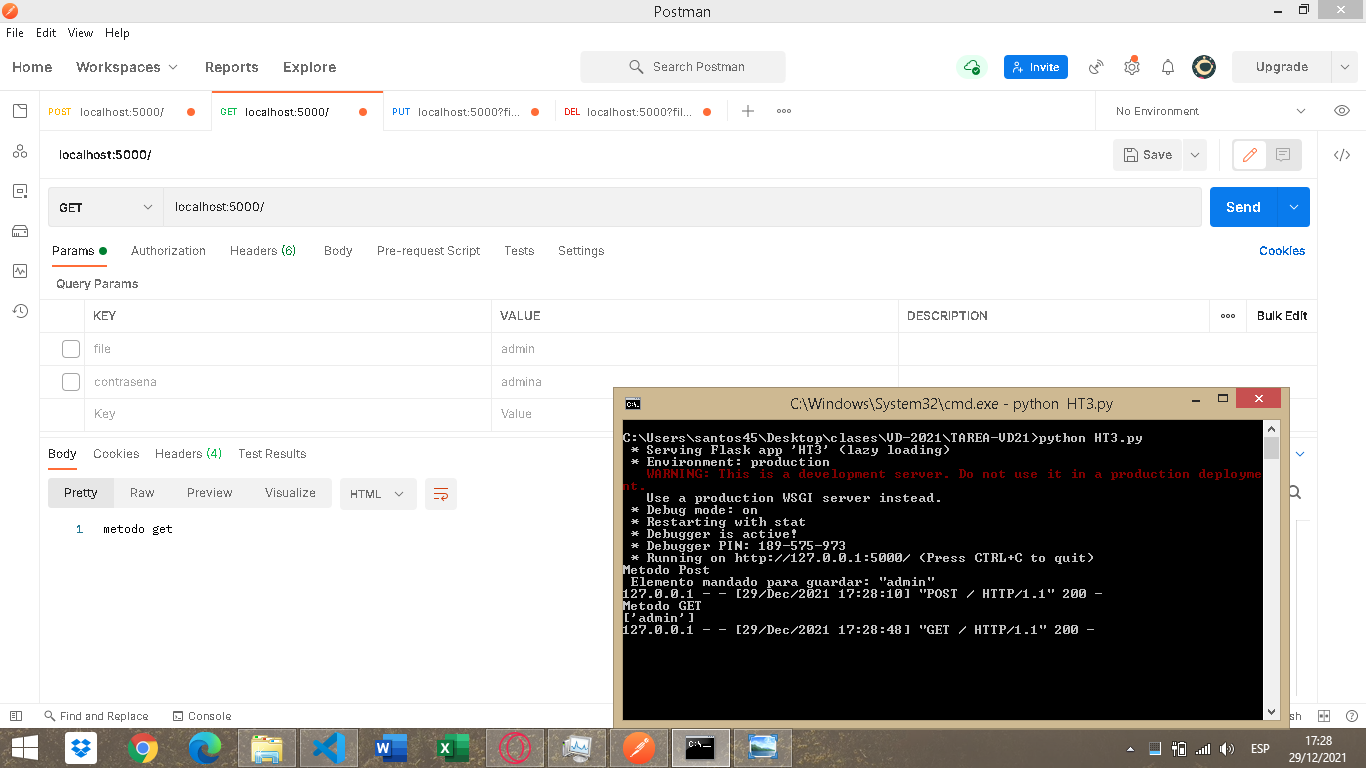 Postman
File Edit View Help
Home Workspaces Reports Explore Search Postman Invite Upgrade
POST localhost:5000/ GET localhost:5000/ PUT localhost:5000?fi... DEL localhost:5000?fil... No Environment
localhost:5000/ Save
GET localhost:5000/ Send
Params Authorization Headers (6) Body Pre-request Script Tests Settings Cookies
Query Params
KEY VALUE DESCRIPTION Bulk Edit
file admin
contrasena admina
Key Value
Body Cookies Headers (4) Test Results
Pretty Raw Preview Visualize HTML
1 metodo get
C:\Windows\System32\cmd.exe - python HT3.py
C:\Users\santos45\Desktop\clases\VD-2021\TAREA-VD21>python HT3.py
* Serving Flask app 'HT3' (lazy loading)
* Environment: production
WARNING: This is a development server. Do not use it in a production deployme
nt.
Use a production WSGI server instead.
* Debug mode: on
* Restarting with stat
* Debugger is active!
* Debugger PIN: 189-575-973
* Running on http://127.0.0.1:5000/ (Press CTRL+C to quit)
Metodo Post
Elemento mandado para guardar: "admin"
127.0.0.1 - - [29/Dec/2021 17:28:10] "POST / HTTP/1.1" 200 -
Metodo GET
['admin']
127.0.0.1 - - [29/Dec/2021 17:28:48] "GET / HTTP/1.1" 200 -
Find and Replace Console
ESP 17:28
29/12/2021